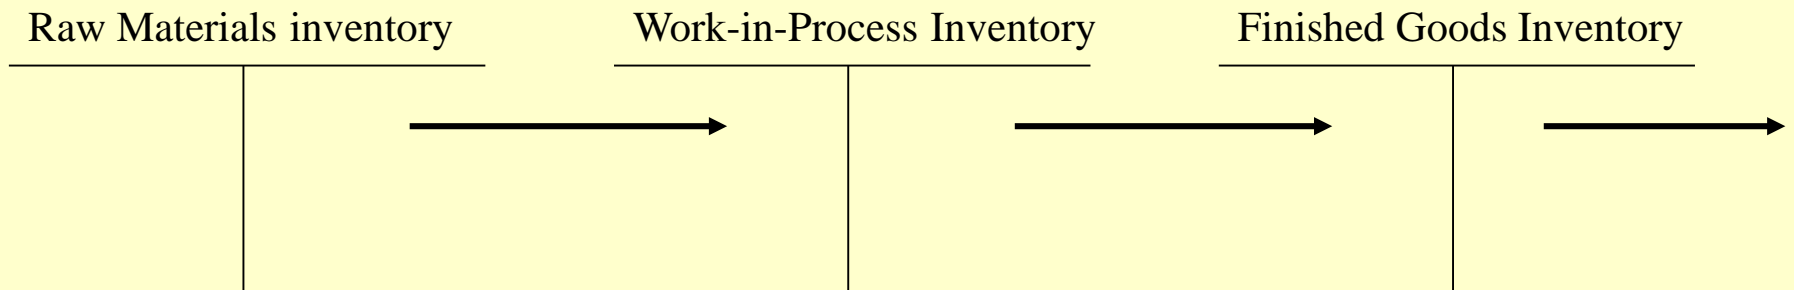 Raw Materials inventory
Work-in-Process Inventory
Finished Goods Inventory